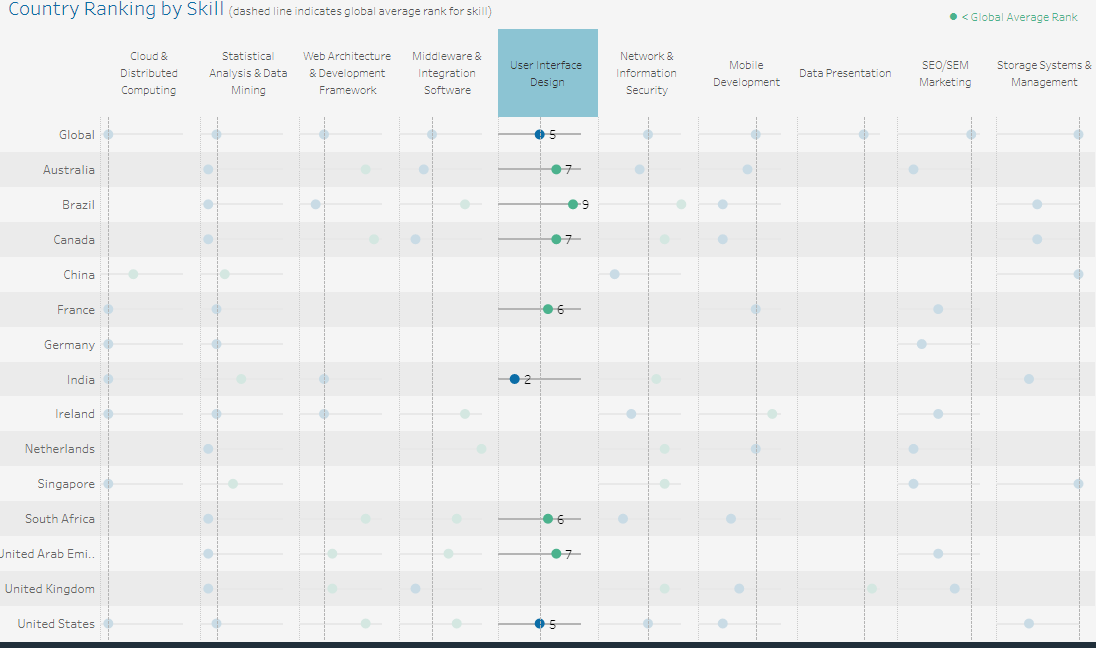 Country Ranking by Skill (dashed line indicates global average rank for skill)
< Global Average Rank
Cloud & Distributed Computing
Statistical Analysis & Data Mining
Web Architecture & Development Framework
Middleware & Integration Software
User Interface Design
Network & Information Security
Mobile Development
Data Presentation
SEO/SEM Marketing
Storage Systems & Management
Global 5
Australia 7
Brazil 9
Canada 7
China
France 6
Germany
India 2
Ireland
Netherlands
Singapore
South Africa 6
United Arab Emi.. 7
United Kingdom
United States 5